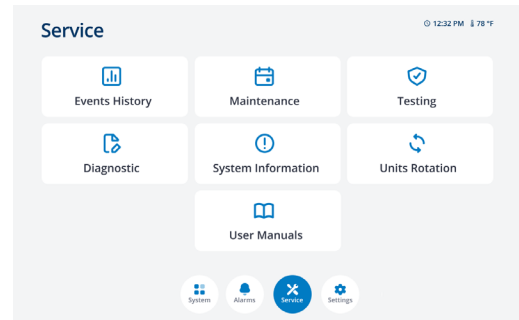 Service
12:32 PM 78 °F
Events History
Maintenance
Testing
Diagnostic
System Information
Units Rotation
User Manuals
System
Alarms
Service
Settings